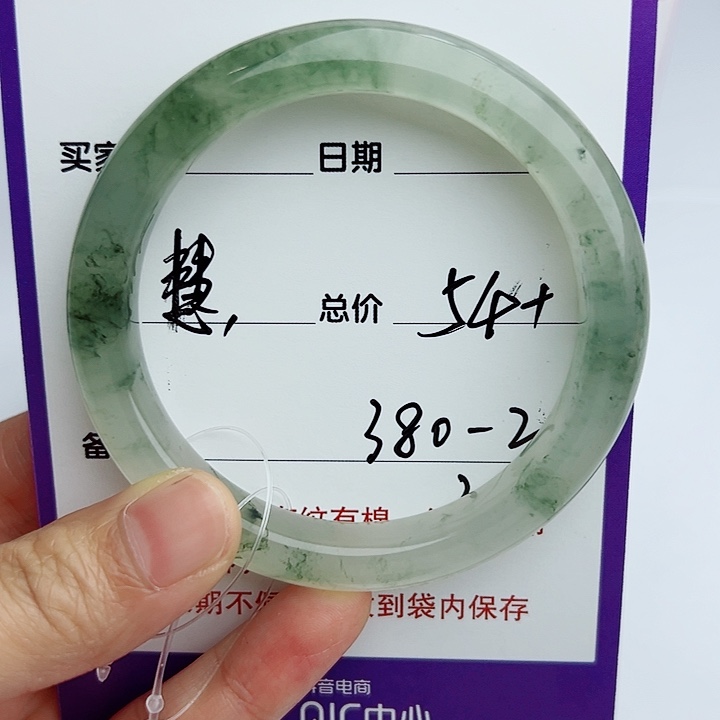 买家 日期
慧, 总价 54+
380-2
备
纹有棉
期不 到袋内保存
音电商
QIC中心